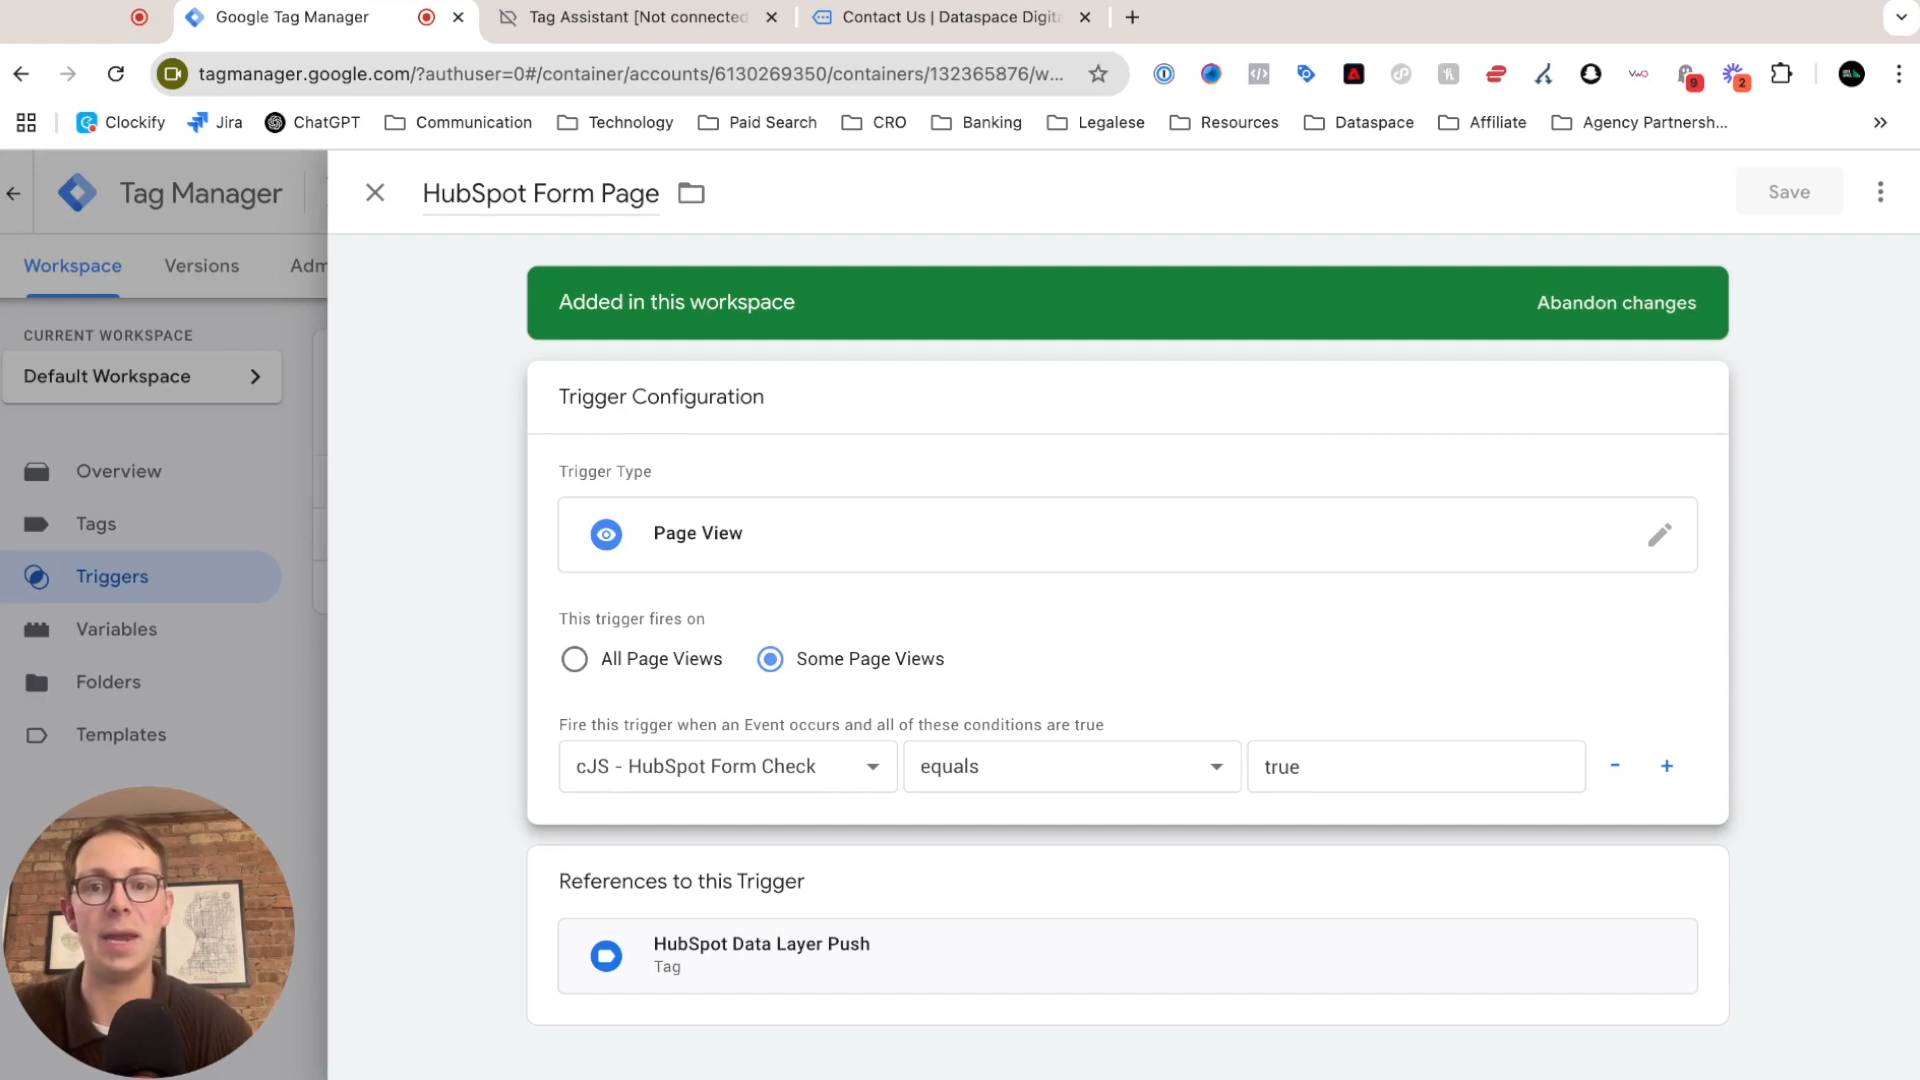 Google Tag Manager
Tag Assistant [Not connected
Contact Us | Dataspace Digita
tagmanager.google.com/?authuser=0#/container/accounts/6130269350/containers/132365876/w...
VWO
9
2
Clockify
Jira
ChatGPT
Communication
Technology
Paid Search
CRO
Banking
Legalese
Resources
Dataspace
Affiliate
Agency Partnersh...
Tag Manager
HubSpot Form Page
Save
Workspace
Versions
Adm
Added in this workspace
Abandon changes
CURRENT WORKSPACE
Default Workspace
Trigger Configuration
Overview
Tags
Triggers
Variables
Folders
Templates
Trigger Type
Page View
This trigger fires on
All Page Views
Some Page Views
Fire this trigger when an Event occurs and all of these conditions are true
cJS - HubSpot Form Check
equals
true
- +
References to this Trigger
HubSpot Data Layer Push
Tag